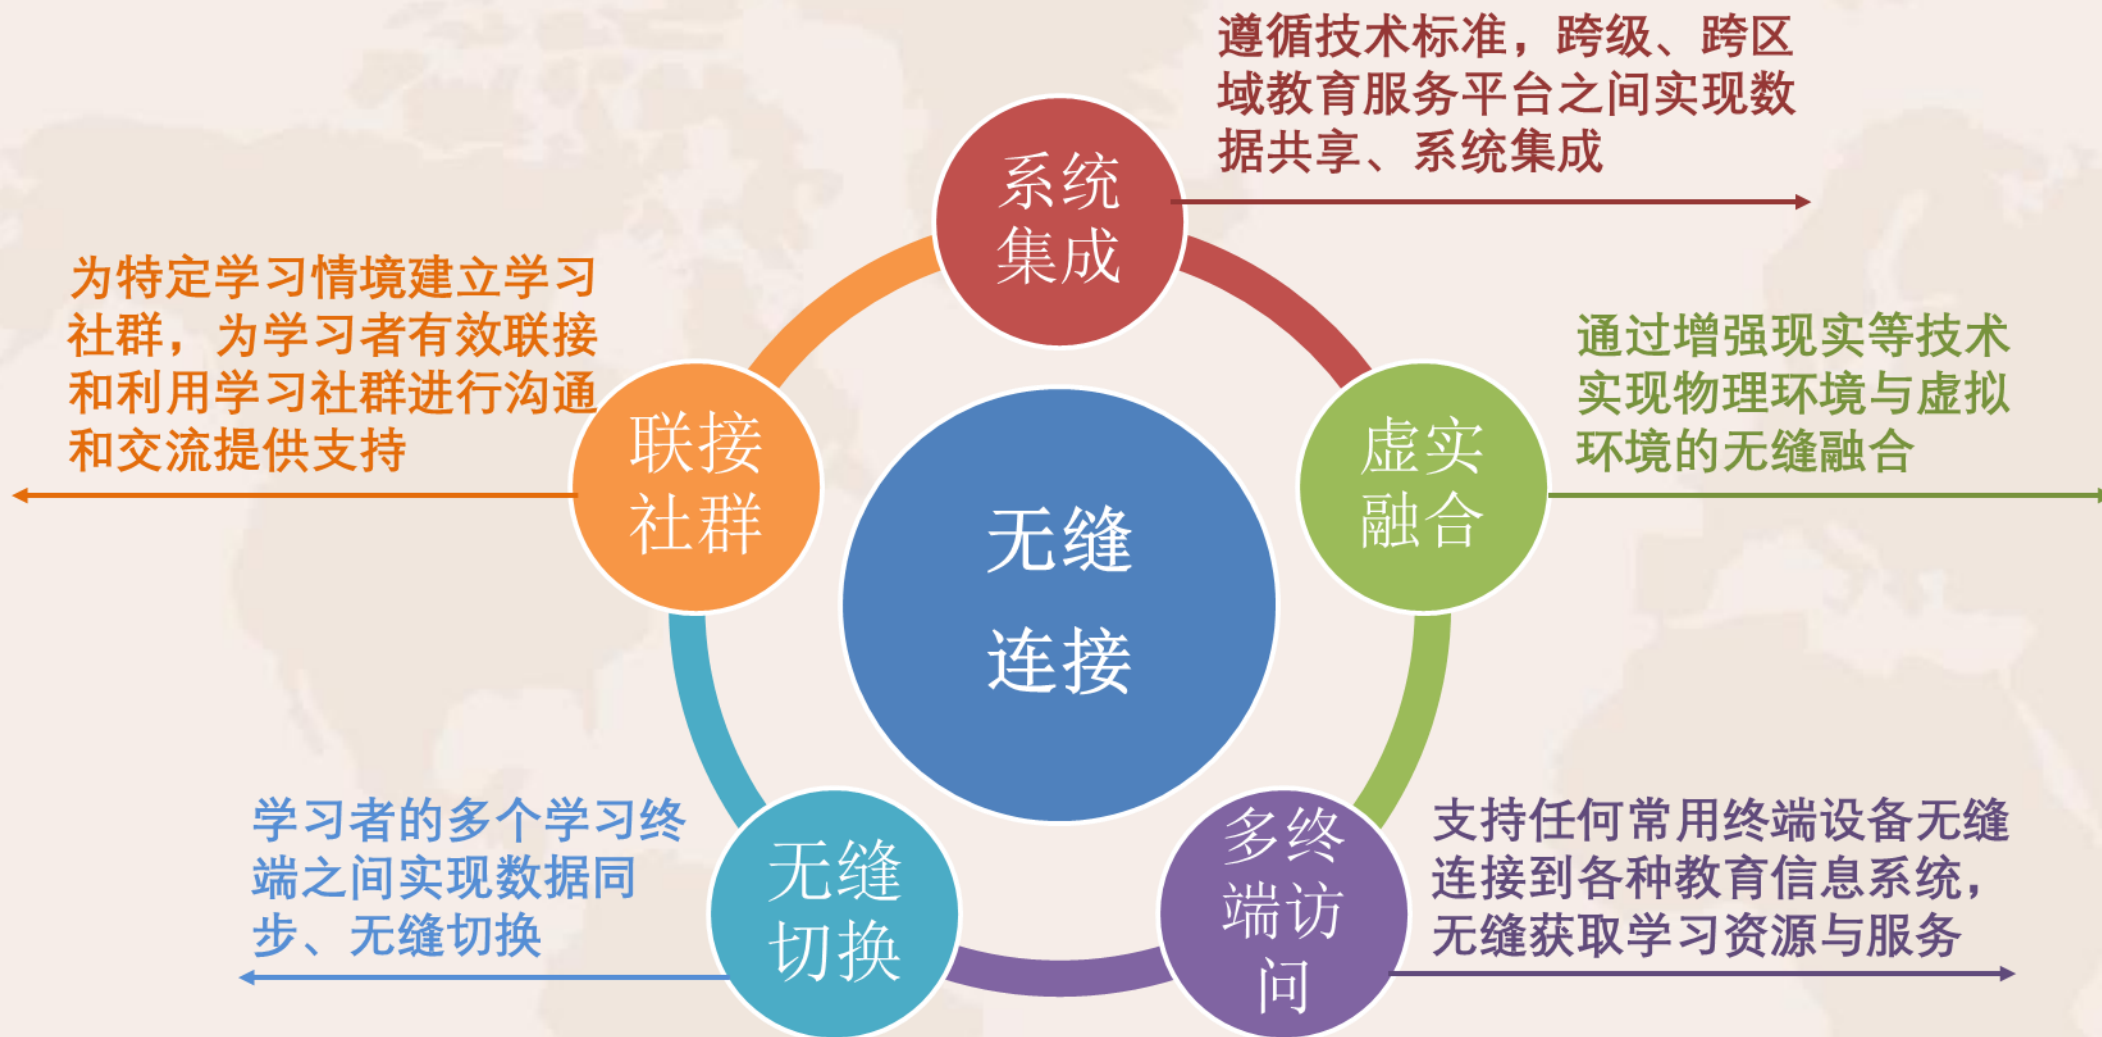 遵循技术标准，跨级、跨区
域教育服务平台之间实现数
据共享、系统集成
系统
集成
为特定学习情境建立学习
社群，为学习者有效联接
和利用学习社群进行沟通
和交流提供支持
联接
社群
通过增强现实等技术
实现物理环境与虚拟
环境的无缝融合
虚实
融合
无缝
连接
学习者的多个学习终
端之间实现数据同
步、无缝切换
无缝
切换
多终
端访
问
支持任何常用终端设备无缝
连接到各种教育信息系统，
无缝获取学习资源与服务